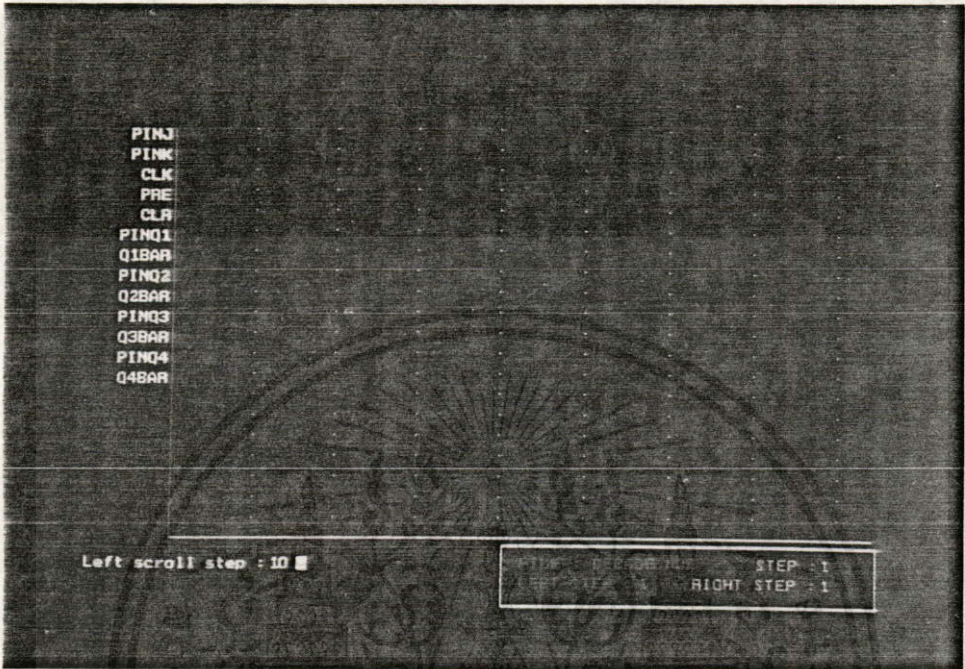 PINJ
PINK
CLK
PRE
CLR
PINQ1
Q1BAR
PINQ2
Q2BAR
PINQ3
Q3BAR
PINQ4
Q4BAR
Left scroll step : 10
STEP : 1
RIGHT STEP : 1